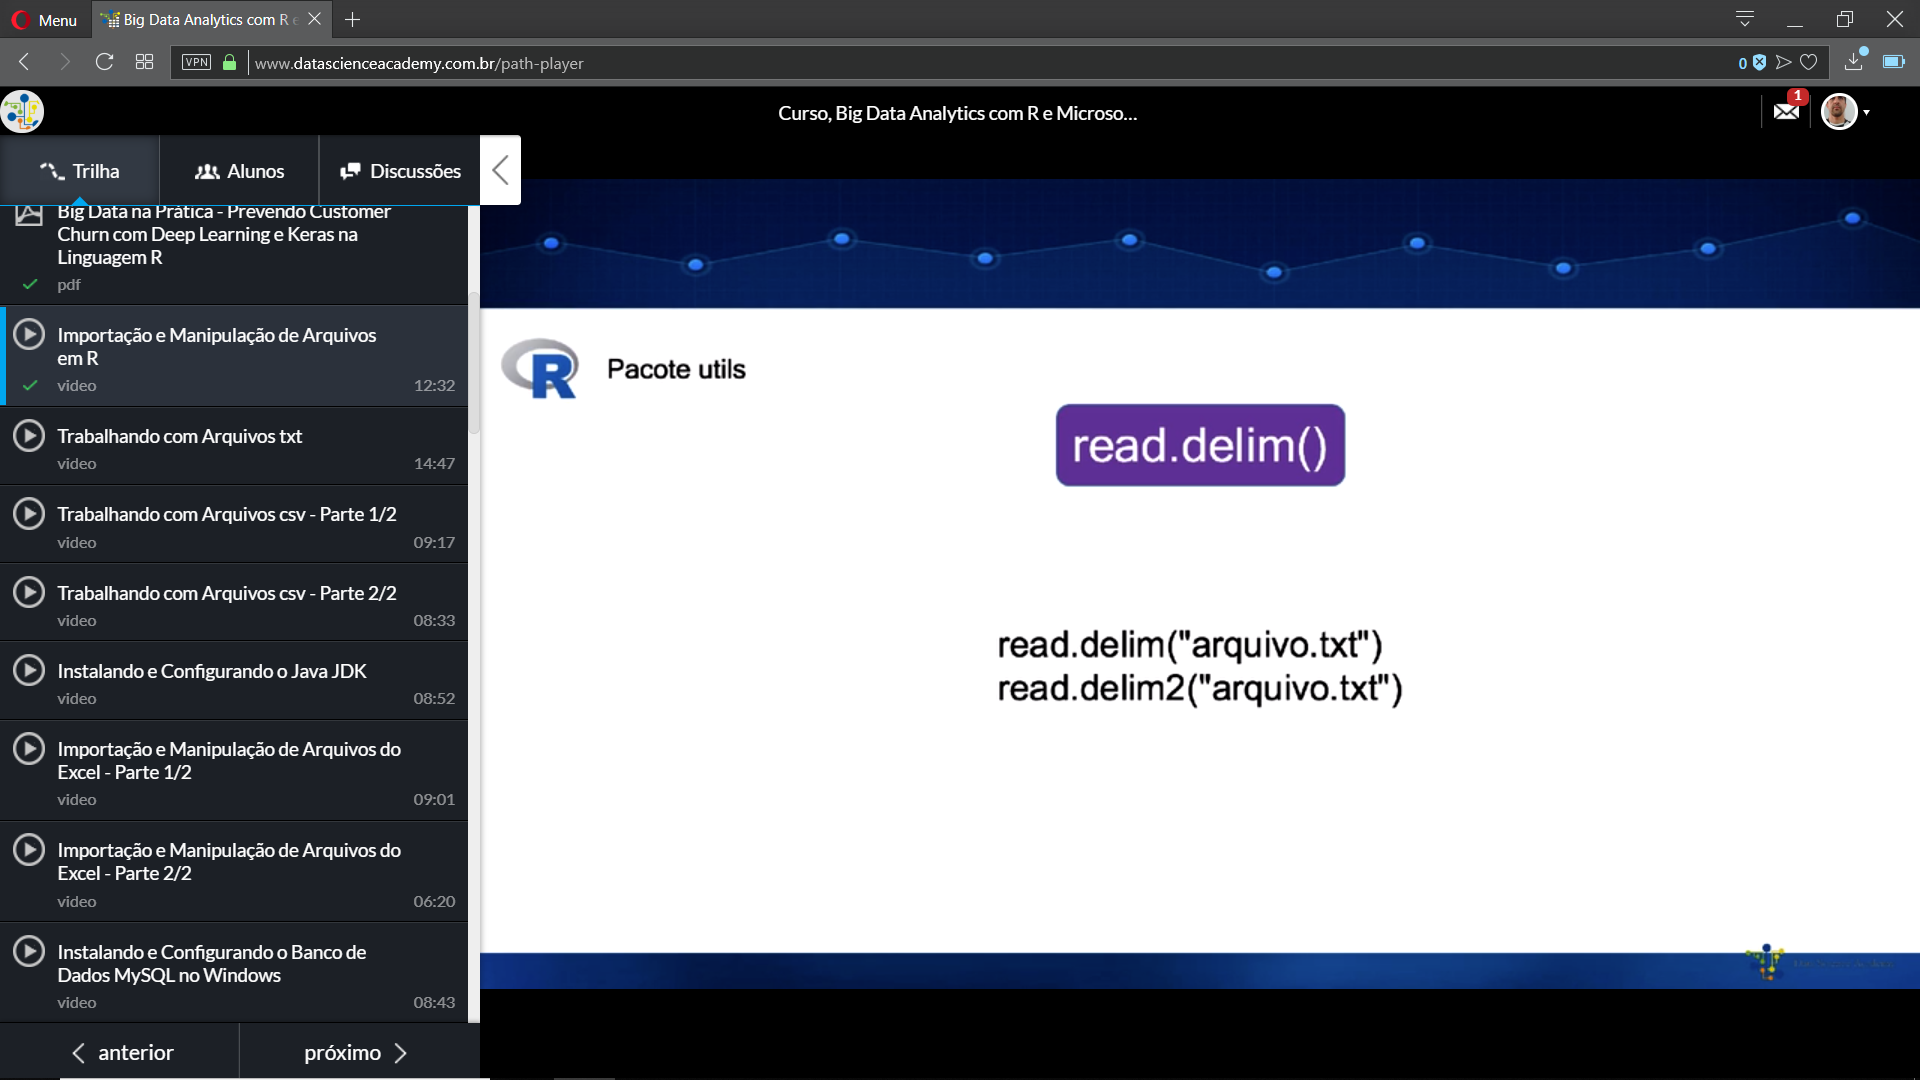 Menu
Big Data Analytics com R e
VPN
www.datascienceacademy.com.br/path-player
0
Curso, Big Data Analytics com R e Microso...
1
Trilha
Alunos
Discussões
Big Data na Prática - Prevendo Customer
Churn com Deep Learning e Keras na
Linguagem R
pdf
Importação e Manipulação de Arquivos
em R
video
12:32
Trabalhando com Arquivos txt
video
14:47
Trabalhando com Arquivos csv - Parte 1/2
video
09:17
Trabalhando com Arquivos csv - Parte 2/2
video
08:33
Instalando e Configurando o Java JDK
video
08:52
Importação e Manipulação de Arquivos do
Excel - Parte 1/2
video
09:01
Importação e Manipulação de Arquivos do
Excel - Parte 2/2
video
06:20
Instalando e Configurando o Banco de
Dados MySQL no Windows
video
08:43
anterior
próximo
R
Pacote utils
read.delim()
read.delim("arquivo.txt")
read.delim2("arquivo.txt")